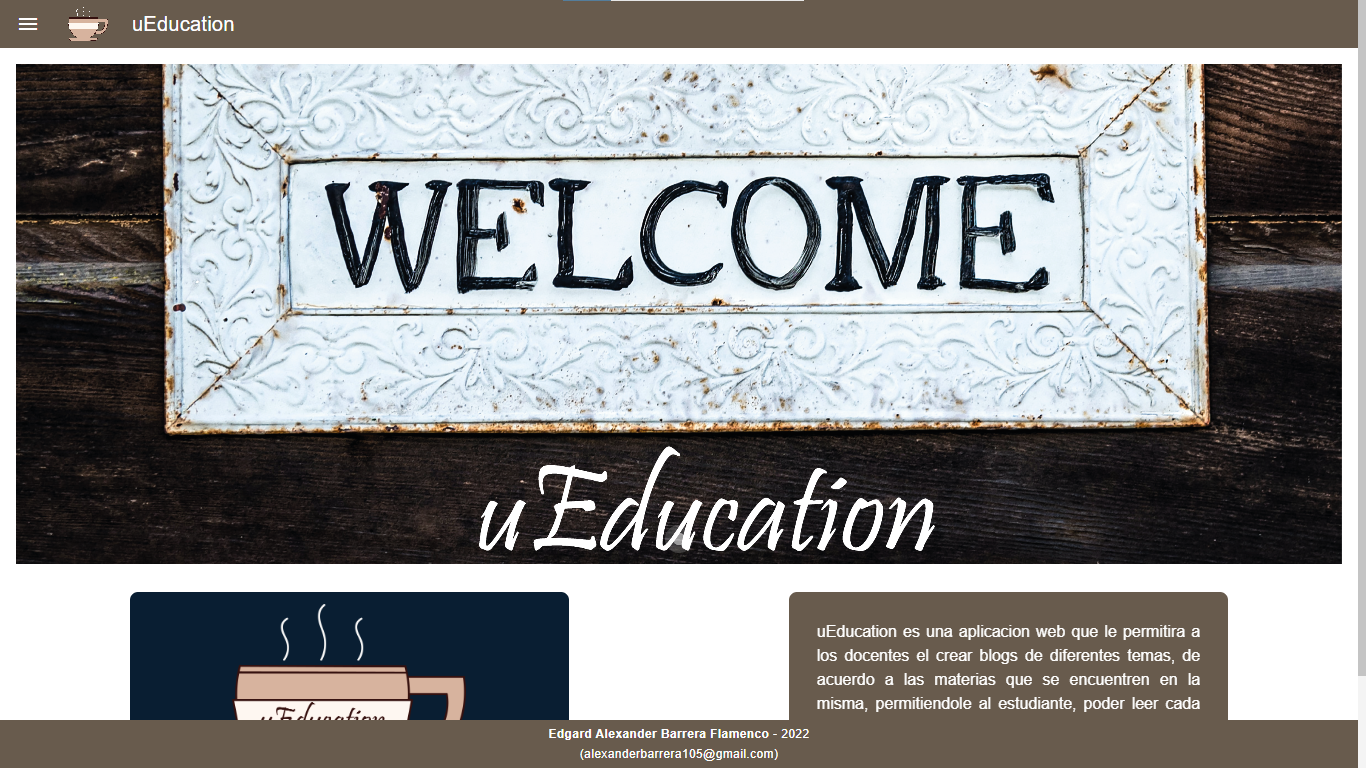 uEducation
WELCOME
uEducation
uEducation
uEducation es una aplicacion web que le permitira a
los docentes el crear blogs de diferentes temas, de
acuerdo a las materias que se encuentren en la
misma, permitiendole al estudiante, poder leer cada
Edgard Alexander Barrera Flamenco - 2022
(alexanderbarrera105@gmail.com)